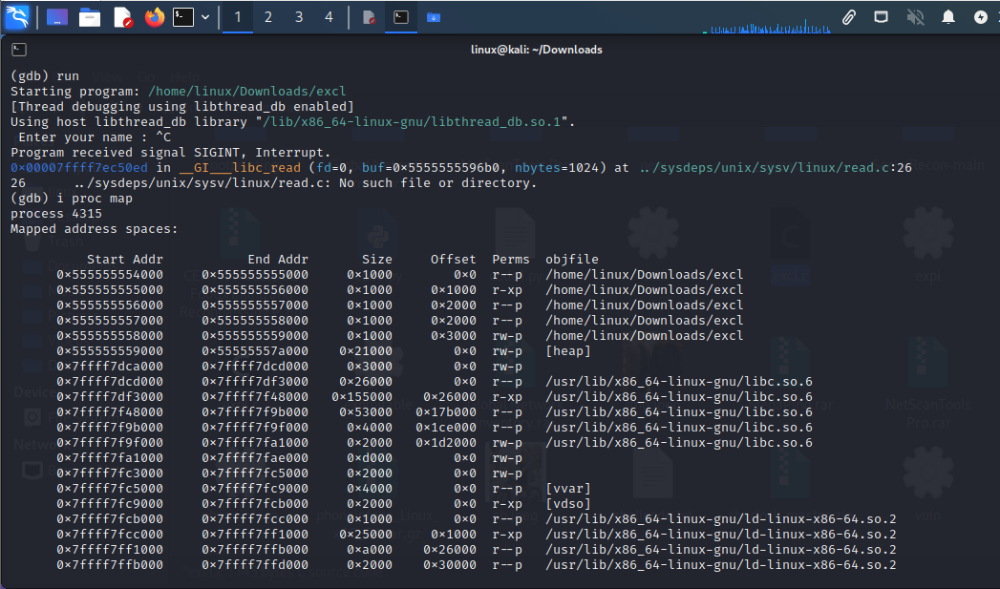 1 2 3 4
linux@kali: ~/Downloads
(gdb) run
Starting program: /home/linux/Downloads/excl
[Thread debugging using libthread_db enabled]
Using host libthread_db library "/lib/x86_64-linux-gnu/libthread_db.so.1".
Enter your name : ^C
Program received signal SIGINT, Interrupt.
0x00007ffff7ec50ed in __GI___libc_read (fd=0, buf=0x5555555596b0, nbytes=1024) at ../sysdeps/unix/sysv/linux/read.c:26
26 ../sysdeps/unix/sysv/linux/read.c: No such file or directory.
(gdb) i proc map
process 4315
Mapped address spaces:
Start Addr End Addr Size Offset Perms objfile
0x555555554000 0x555555555000 0x1000 0x0 r--p /home/linux/Downloads/excl
0x555555555000 0x555555556000 0x1000 0x1000 r-xp /home/linux/Downloads/excl
0x555555556000 0x555555557000 0x1000 0x2000 r--p /home/linux/Downloads/excl
0x555555557000 0x555555558000 0x1000 0x2000 r--p /home/linux/Downloads/excl
0x555555558000 0x555555559000 0x1000 0x3000 rw-p /home/linux/Downloads/excl
0x555555559000 0x55555557a000 0x21000 0x0 rw-p [heap]
0x7ffff7dca000 0x7ffff7dcd000 0x3000 0x0 rw-p
0x7ffff7dcd000 0x7ffff7df3000 0x26000 0x0 r--p /usr/lib/x86_64-linux-gnu/libc.so.6
0x7ffff7df3000 0x7ffff7f48000 0x155000 0x26000 r-xp /usr/lib/x86_64-linux-gnu/libc.so.6
0x7ffff7f48000 0x7ffff7f9b000 0x53000 0x17b000 r--p /usr/lib/x86_64-linux-gnu/libc.so.6
0x7ffff7f9b000 0x7ffff7f9f000 0x4000 0x1ce000 r--p /usr/lib/x86_64-linux-gnu/libc.so.6
0x7ffff7f9f000 0x7ffff7fa1000 0x2000 0x1d2000 rw-p /usr/lib/x86_64-linux-gnu/libc.so.6
0x7ffff7fa1000 0x7ffff7fae000 0xd000 0x0 rw-p
0x7ffff7fc3000 0x7ffff7fc5000 0x2000 0x0 rw-p
0x7ffff7fc5000 0x7ffff7fc9000 0x4000 0x0 r--p [vvar]
0x7ffff7fc9000 0x7ffff7fcb000 0x2000 0x0 r-xp [vdso]
0x7ffff7fcb000 0x7ffff7fcc000 0x1000 0x0 r--p /usr/lib/x86_64-linux-gnu/ld-linux-x86-64.so.2
0x7ffff7fcc000 0x7ffff7ff1000 0x25000 0x1000 r-xp /usr/lib/x86_64-linux-gnu/ld-linux-x86-64.so.2
0x7ffff7ff1000 0x7ffff7ffb000 0xa000 0x26000 r--p /usr/lib/x86_64-linux-gnu/ld-linux-x86-64.so.2
0x7ffff7ffb000 0x7ffff7ffd000 0x2000 0x30000 r--p /usr/lib/x86_64-linux-gnu/ld-linux-x86-64.so.2